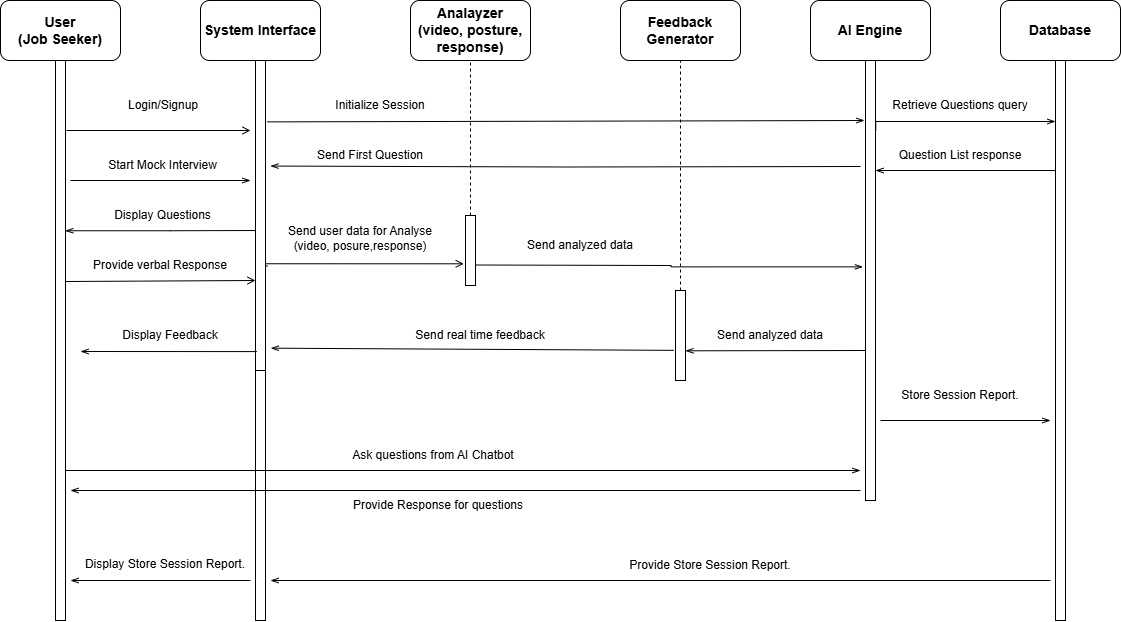 User
(Job Seeker)
System Interface
Analayzer
(video, posture,
response)
Feedback
Generator
AI Engine
Database
Login/Signup
Initialize Session
Retrieve Questions query
Start Mock Interview
Send First Question
Question List response
Display Questions
Send user data for Analyse
(video, posure,response)
Send analyzed data
Provide verbal Response
Display Feedback
Send real time feedback
Send analyzed data
Store Session Report.
Ask questions from AI Chatbot
Provide Response for questions
Display Store Session Report.
Provide Store Session Report.